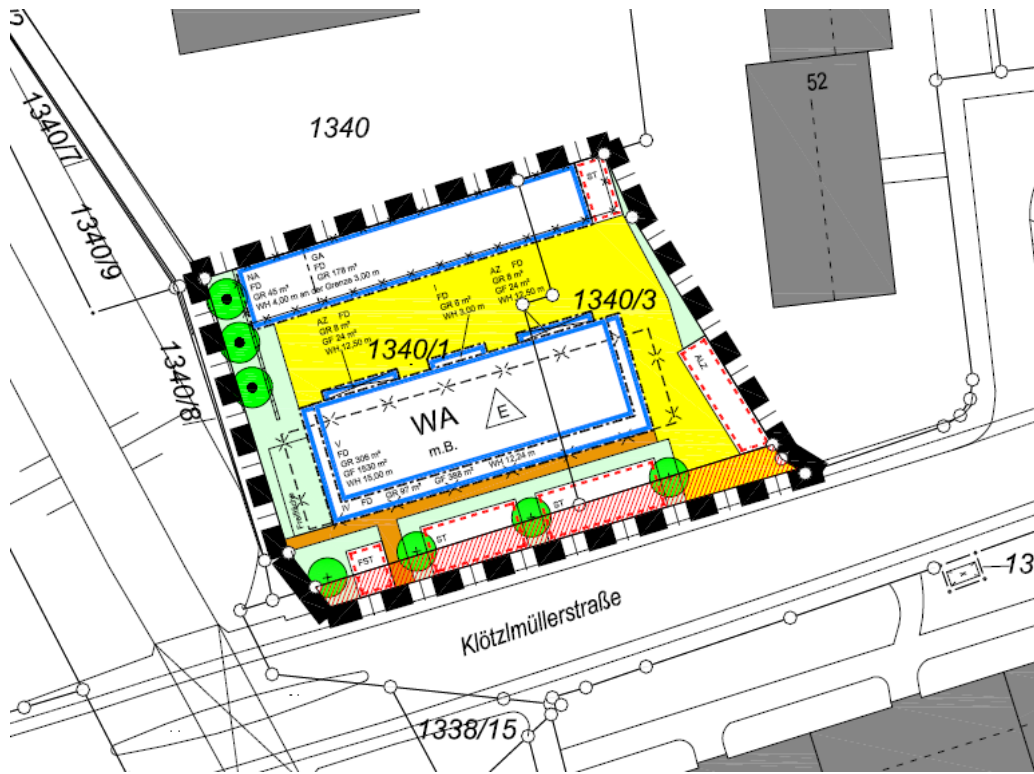 2
1340/7
1340/9
1340/8
1340
52
ST
NA
FD
GR 45 m²
WH 4,00 m an der Grenze 3,00 m
GA
FD
GR 178 m²
AZ FD
GR 8 m²
GF 24 m²
WH 12,50 m
I
FD
GR 6 m²
WH 3,00 m
AZ FD
GR 8 m²
GF 24 m²
WH 12,50 m
1340/3
1340/1
ALZ
WA
E
m.B.
V
FD
GR 306 m²
GF 1530 m²
WH 15,00 m
IV FD GR 97 m² GF 388 m² WH 12,24 m
ST
ST
FST
Klötzlmüllerstraße
13
1338/15